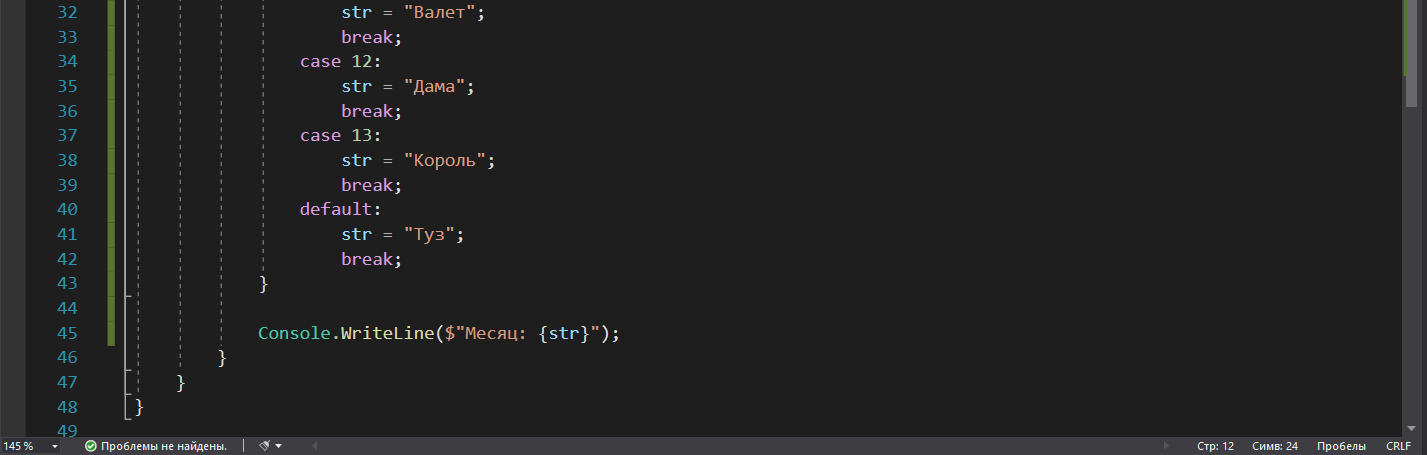 32 str = "Валет";
33 break;
34 case 12:
35 str = "Дама";
36 break;
37 case 13:
38 str = "Король";
39 break;
40 default:
41 str = "Туз";
42 break;
43 }
44
45 Console.WriteLine($"Месяц: {str}");
46 }
47 }
48 }
49
145 % Проблемы не найдены. Стр: 12 Симв: 24 Пробелы CRLF